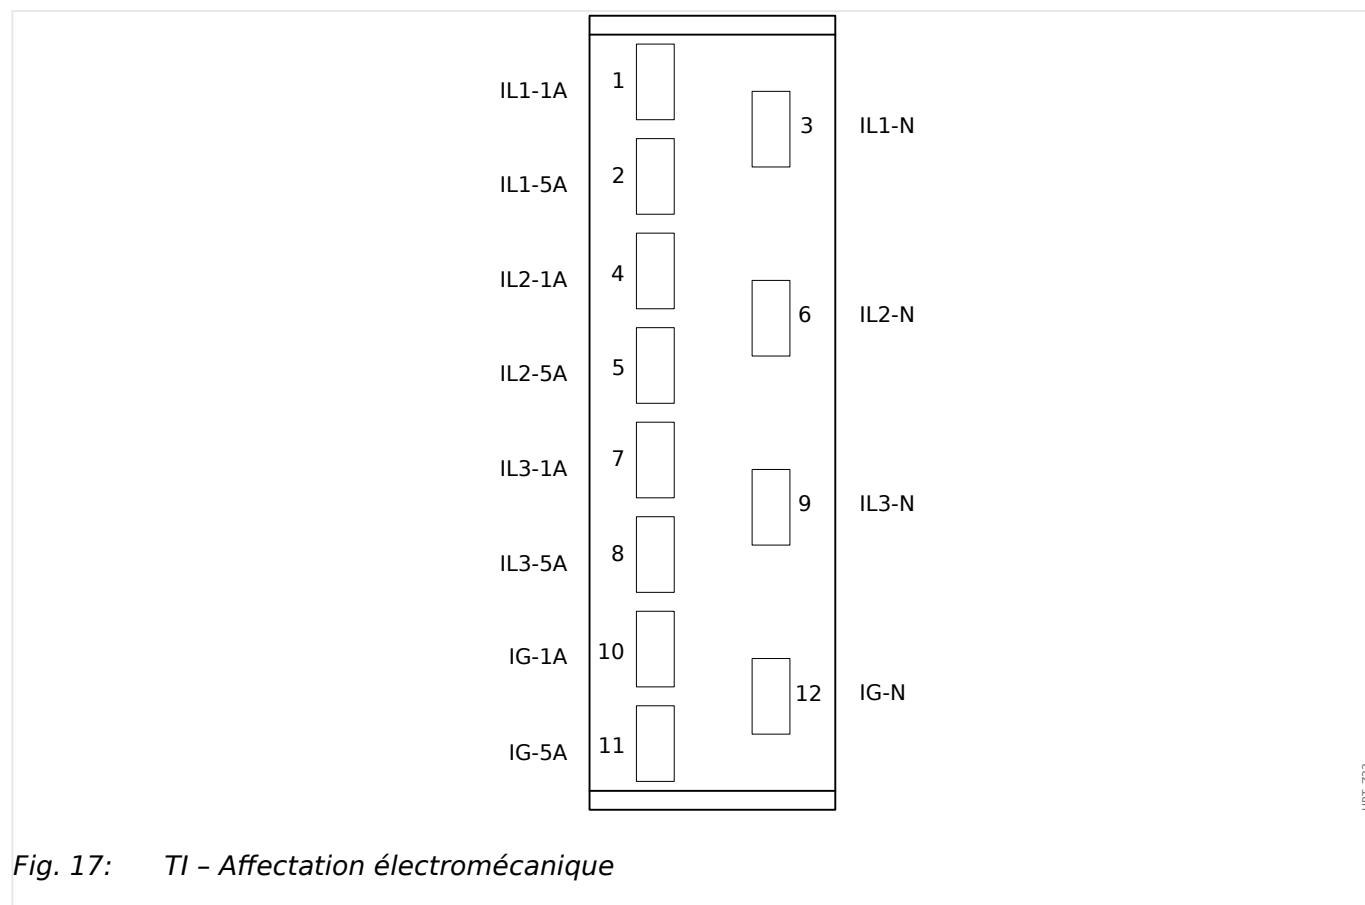 IL1-1A 1
3 IL1-N
IL1-5A 2
IL2-1A 4
6 IL2-N
IL2-5A 5
IL3-1A 7
9 IL3-N
IL3-5A 8
IG-1A 10
12 IG-N
IG-5A 11
Fig. 17: TI – Affectation électromécanique